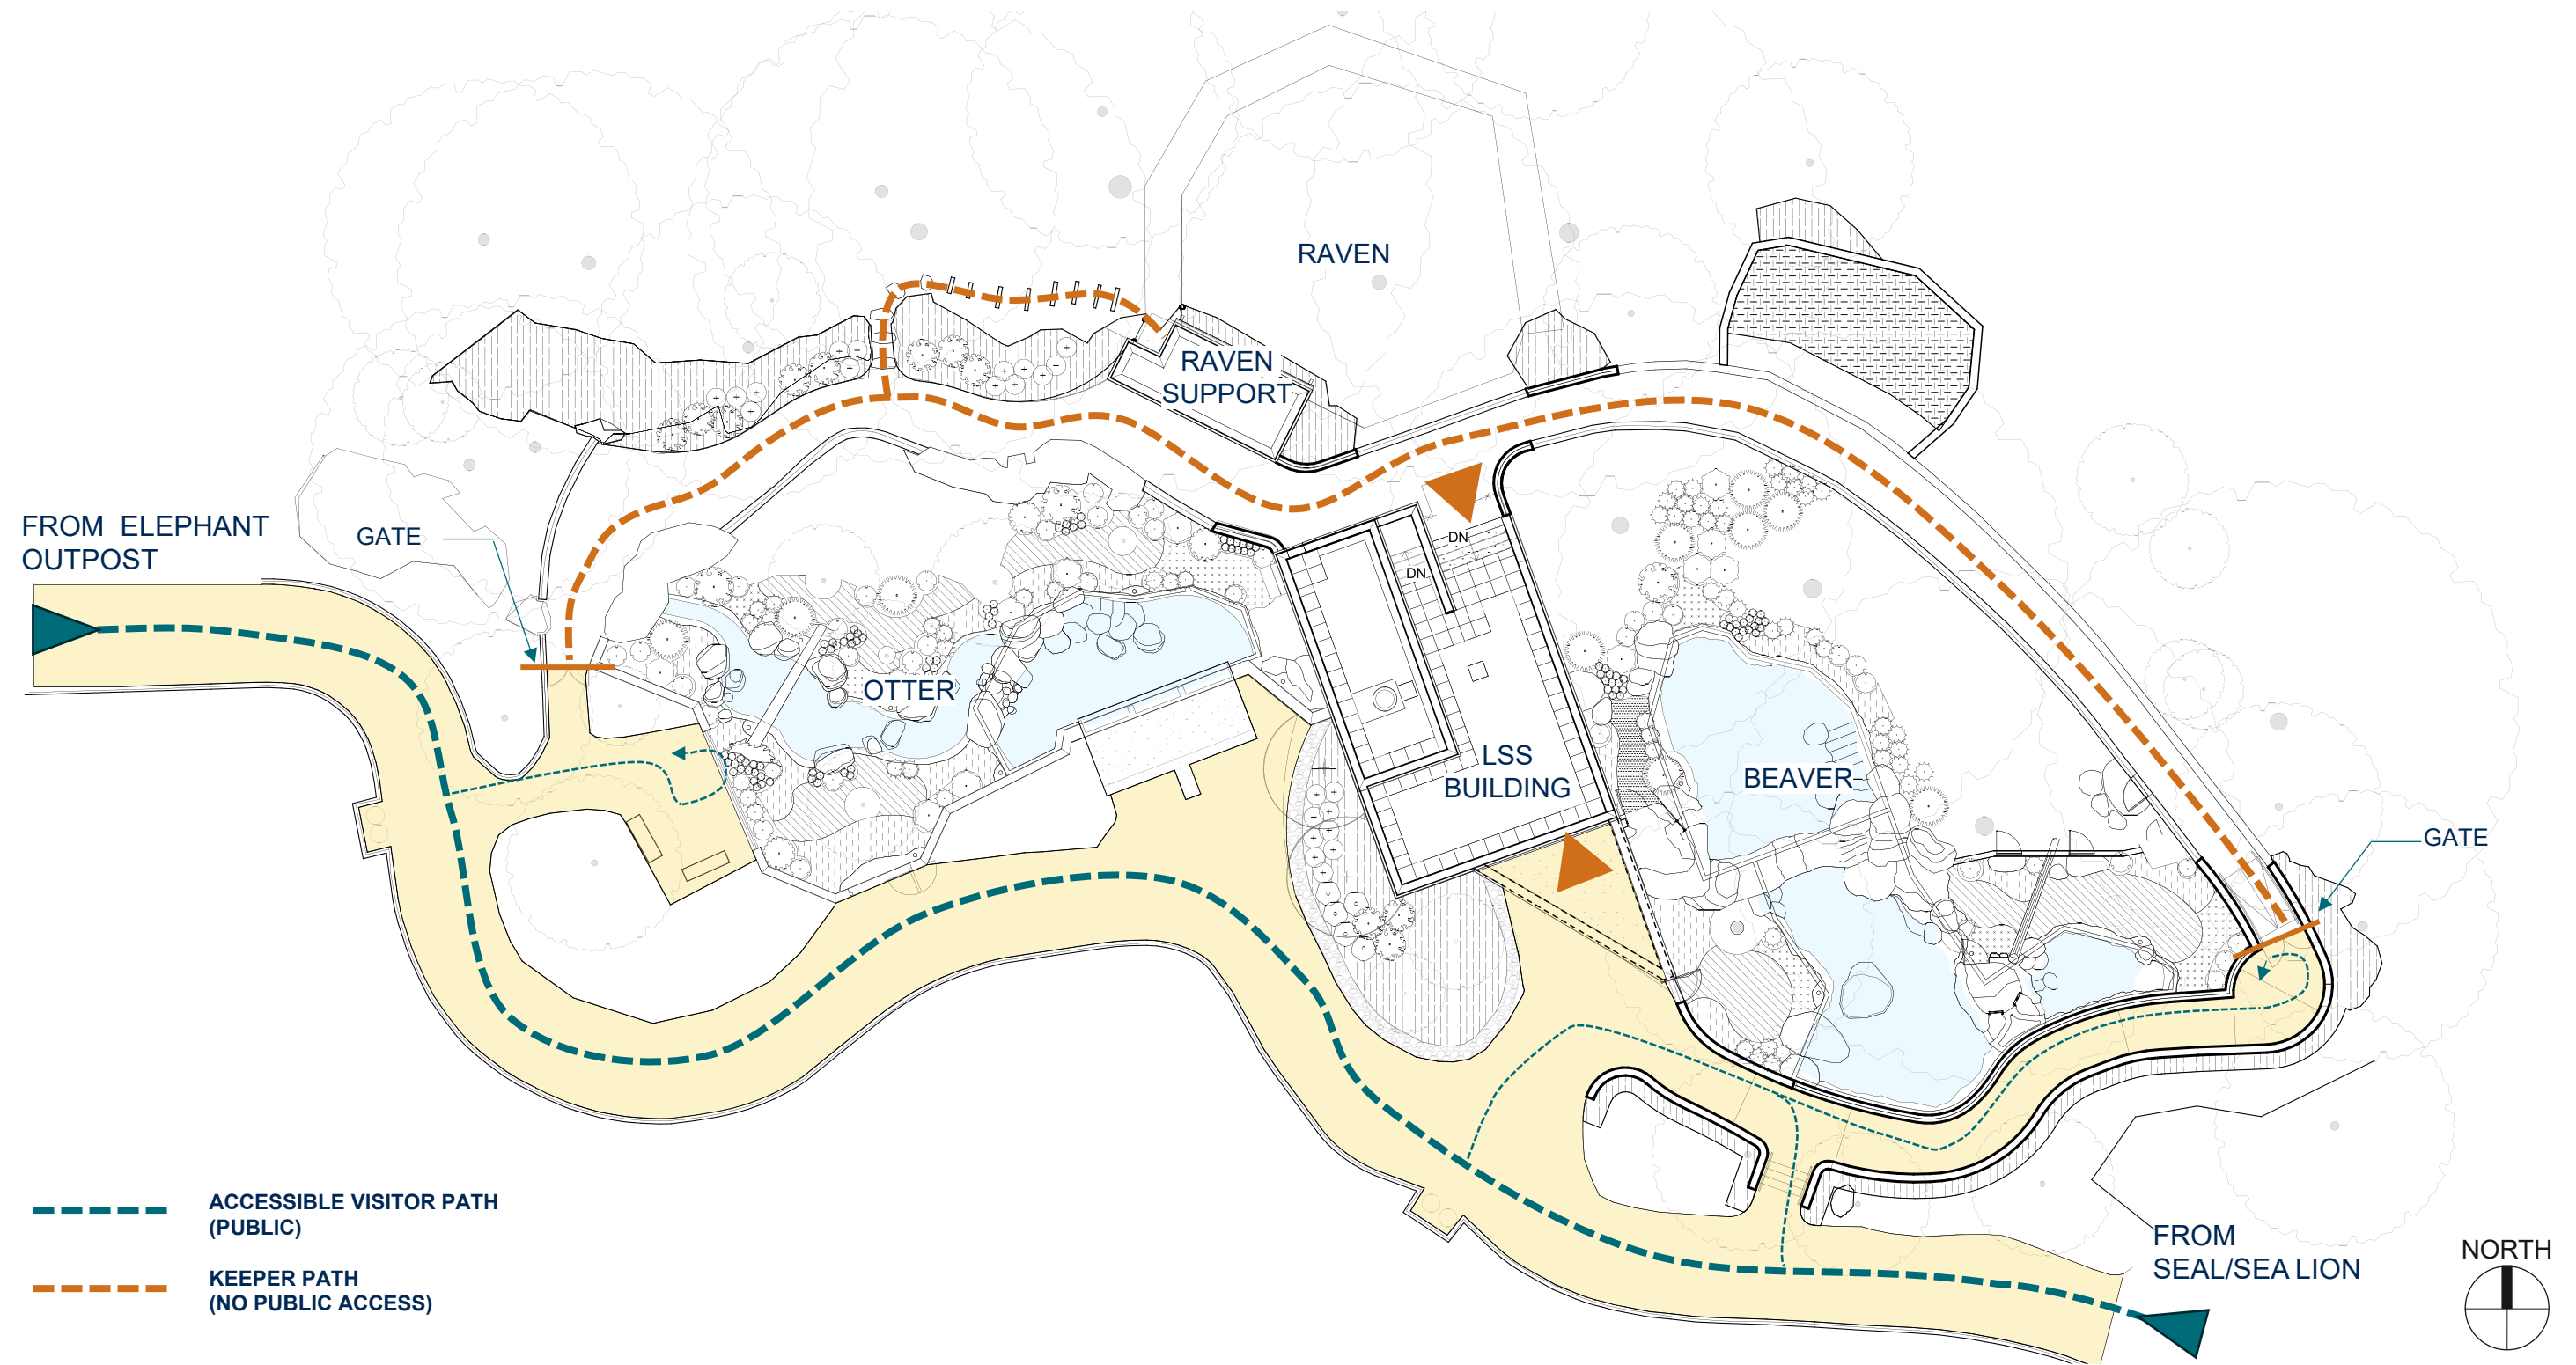 RAVEN
RAVEN
SUPPORT
FROM ELEPHANT
OUTPOST
GATE
DN
DN
OTTER
LSS
BUILDING
BEAVER
GATE
ACCESSIBLE VISITOR PATH
(PUBLIC)
KEEPER PATH
(NO PUBLIC ACCESS)
FROM
SEAL/SEA LION
NORTH